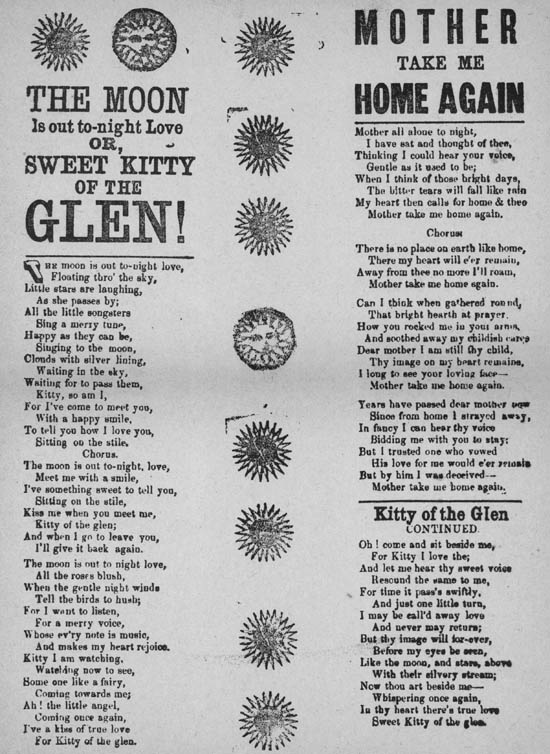 THE MOON
Is out to-night Love
OR,
SWEET KITTY
OF THE
GLEN!
THE moon is out to-night love,
Floating thro' the sky,
Little stars are laughing,
As she passes by;
All the little songsters
Sing a merry tune,
Happy as they can be,
Singing to the moon,
Clouds with silver lining,
Waiting in the sky,
Waiting for to pass them,
Kitty, so am I,
For I've come to meet you,
With a happy smile,
To tell you how I love you,
Sitting on the stile,
Chorus.
The moon is out to-night, love,
Meet me with a smile,
I've something sweet to tell you,
Sitting on the stile,
Kiss me when you meet me,
Kitty of the glen;
And when I go to leave you,
I'll give it back again.
The moon is out to night love,
All the roses blush,
When the gentle night winds
Tell the birds to hush;
For I want to listen,
For a merry voice,
Whose ev'ry note is music,
And makes my heart rejoice.
Kitty I am watching,
Watching now to see,
Some one like a fairy,
Coming towards me;
Ah! the little angel,
Coming once again,
I've a kiss of true love
For Kitty of the glen.
MOTHER
TAKE ME
HOME AGAIN
Mother all alone to night,
I have sat and thought of thee,
Thinking I could hear your voice,
Gentle as it used to be;
When I think of those bright days,
The bitter tears will fall like rain
My heart then calls for home & thee
Mother take me home again.
Chorus
There is no place on earth like home,
There my heart will e'er remain,
Away from thee no more I'll roam,
Mother take me home again.
Can I think when gathered round,
That bright hearth at prayer.
How you rocked me in your arms,
And soothed away my childish cares
Dear mother I am still thy child,
Thy image on my heart remains,
I long to see your loving face—
Mother take me home again.
Years have passed dear mother now
Since from home I strayed away,
In fancy I can hear thy voice
Bidding me with you to stay;
But I trusted one who vowed
His love for me would e'er remain
But by him I was deceived—
Mother take me home again.
Kitty of the Glen
CONTINUED.
Oh! come and sit beside me,
For Kitty I love the;
And let me hear thy sweet voice
Resound the same to me,
For time it pass's swiftly,
And just one little turn,
I may be call'd away love
And never may return;
But thy image will for-ever,
Before my eyes be seen,
Like the moon, and stars, above
With their silvery stream;
Now thou art beside me—
Whispering once again,
In thy heart there's true love
Sweet Kitty of the glen.